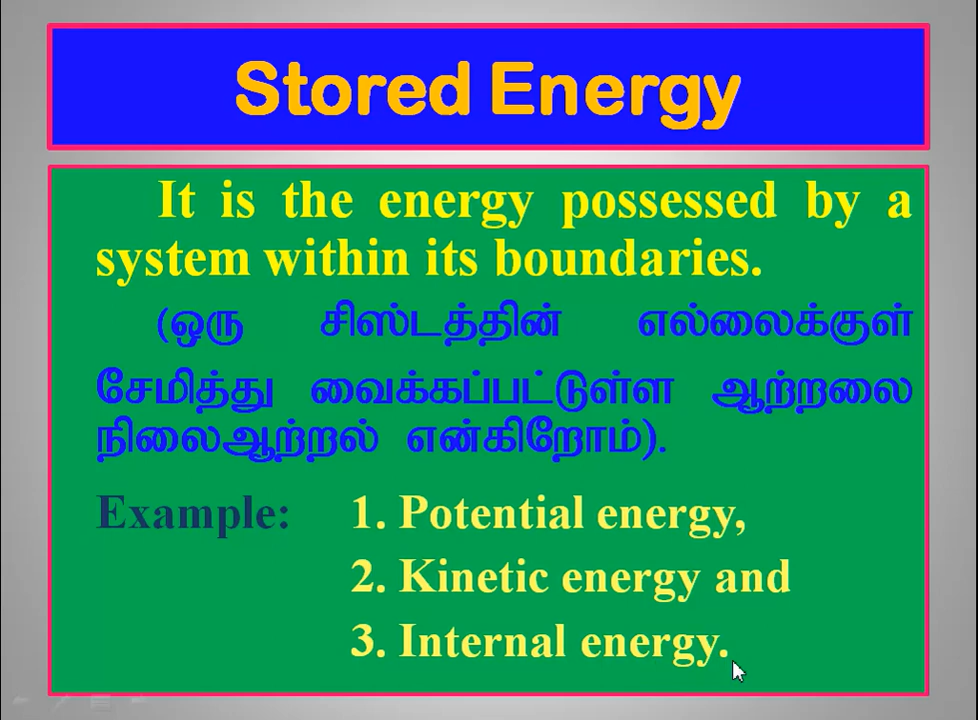 Stored Energy
It is the energy possessed by a
system within its boundaries.
(ஒரு சிஸ்டத்தின் எல்லைக்குள்
சேமித்து வைக்கப்பட்டுள்ள ஆற்றலை
நிலைஆற்றல் என்கிறோம்).
Example: 1. Potential energy,
2. Kinetic energy and
3. Internal energy.